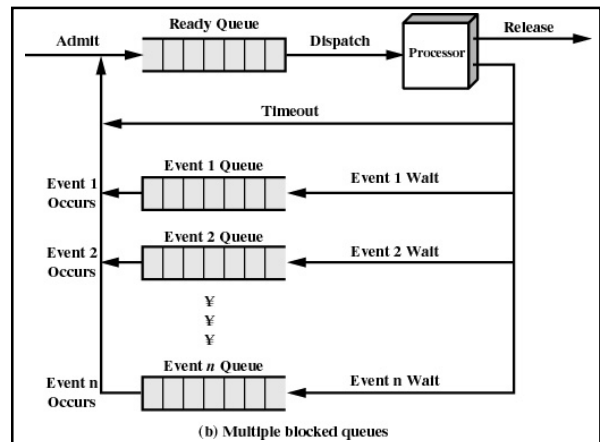 Ready Queue
Release
Admit
Dispatch
Processor
Timeout
Event 1 Queue
Event 1
Occurs
Event 1 Wait
Event 2 Queue
Event 2
Occurs
Event 2 Wait
¥
¥
¥
Event n Queue
Event n
Occurs
Event n Wait
(b) Multiple blocked queues